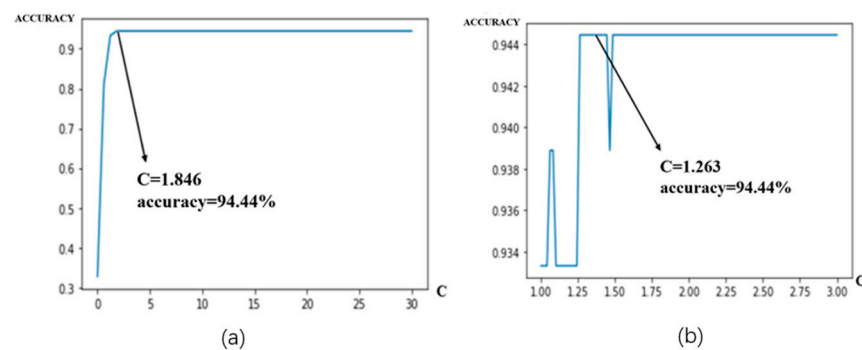 ACCURACY
0.9
0.8
0.7
0.6
0.5
0.4
0.3
0 5 10 15 20 25 30
C
C=1.846
accuracy=94.44%
(a)
ACCURACY
0.944
0.942
0.940
0.938
0.936
0.934
1.00 1.25 1.50 1.75 2.00 2.25 2.50 2.75 3.00
C
C=1.263
accuracy=94.44%
(b)